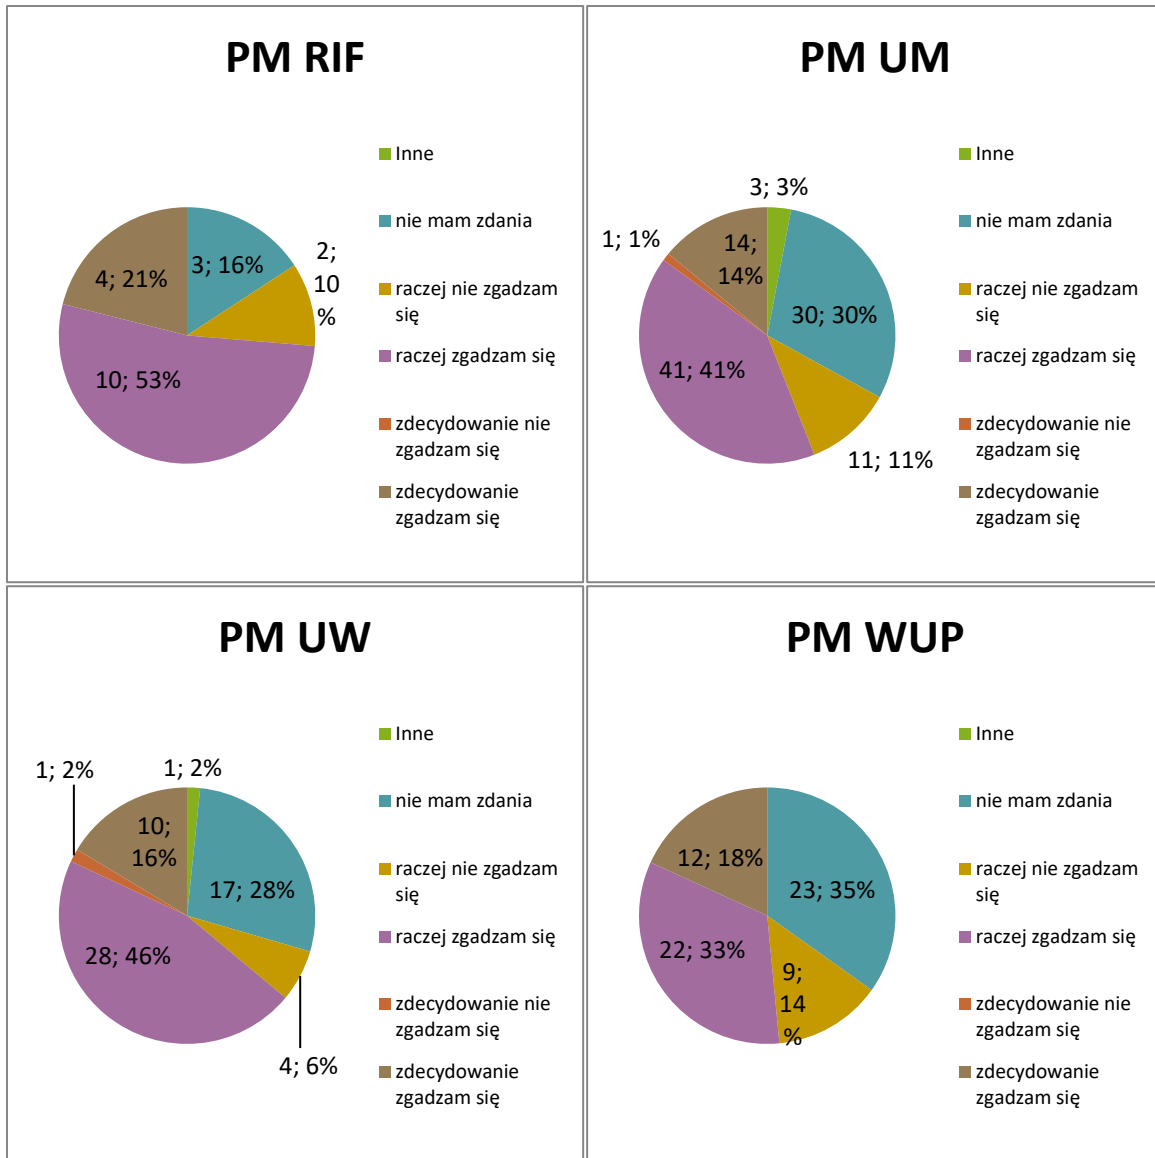 PM RIF
Inne
nie mam zdania
raczej nie zgadzam
się
raczej zgadzam się
zdecydowanie nie
zgadzam się
zdecydowanie
zgadzam się
3; 16%
2;
10
%
10; 53%
4; 21%
PM UM
Inne
nie mam zdania
raczej nie zgadzam
się
raczej zgadzam się
zdecydowanie nie
zgadzam się
zdecydowanie
zgadzam się
3; 3%
30; 30%
11; 11%
41; 41%
1; 1%
14;
14%
PM UW
Inne
nie mam zdania
raczej nie zgadzam
się
raczej zgadzam się
zdecydowanie nie
zgadzam się
zdecydowanie
zgadzam się
1; 2%
17; 28%
4; 6%
28; 46%
1; 2%
10;
16%
PM WUP
Inne
nie mam zdania
raczej nie zgadzam
się
raczej zgadzam się
zdecydowanie nie
zgadzam się
zdecydowanie
zgadzam się
23; 35%
9;
14
%
22; 33%
12; 18%